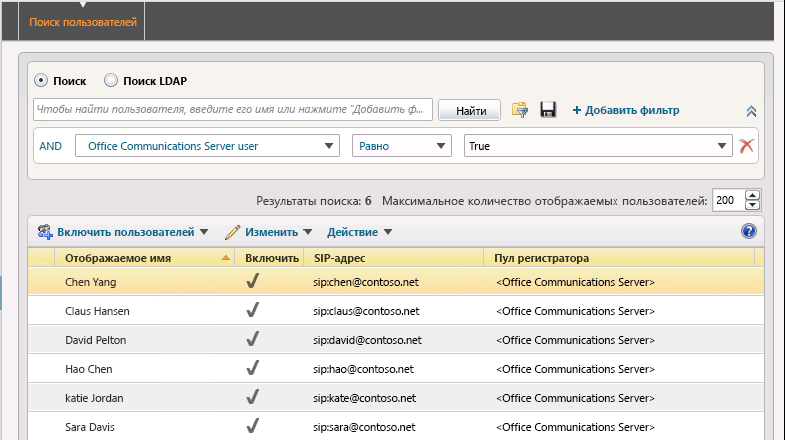 Поиск пользователей
Поиск Поиск LDAP
Чтобы найти пользователя, введите его имя или нажмите "Добавить ф... Найти + Добавить фильтр
AND Office Communications Server user Равно True
Результаты поиска: 6 Максимальное количество отображаемых пользователей: 200
Включить пользователей Изменить Действие
Отображаемое имя Включить SIP-адрес Пул регистратора
Chen Yang sip:chen@contoso.net <Office Communications Server>
Claus Hansen sip:claus@contoso.net <Office Communications Server>
David Pelton sip:david@contoso.net <Office Communications Server>
Hao Chen sip:hao@contoso.net <Office Communications Server>
katie Jordan sip:kate@contoso.net <Office Communications Server>
Sara Davis sip:sara@contoso.net <Office Communications Server>